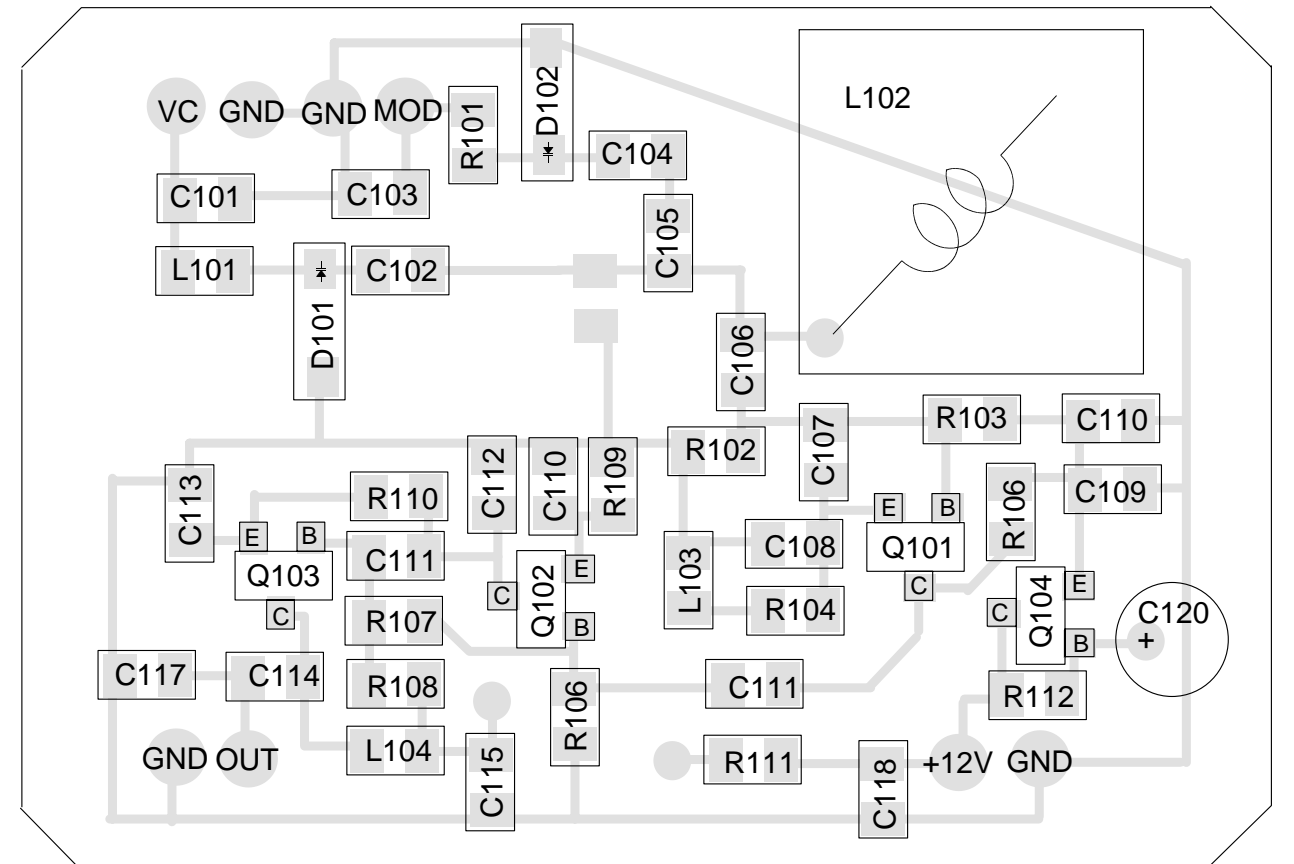 D102
L102
VC GND GND MOD
R101
C104
C101
C103
C105
L101
C102
D101
C106
C107
R103
C110
R102
C112
C110
R109
C113
R110
R106
C109
E B
E B
C111
C108
Q101
Q103
L103
C
E
Q102
C
E
C
B
R104
C
Q104
B
C120
+
R107
C117
C114
R108
R106
C111
R112
GND OUT
L104
C115
R111
C118
+12V GND